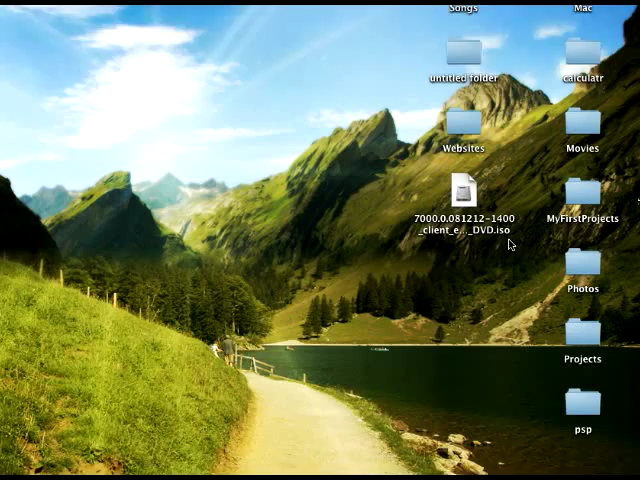 Songs
Mac
untitled folder
calculatr
Websites
Movies
7000.0.081212-1400
_client_e..._DVD.iso
MyFirstProjects
Photos
Projects
psp